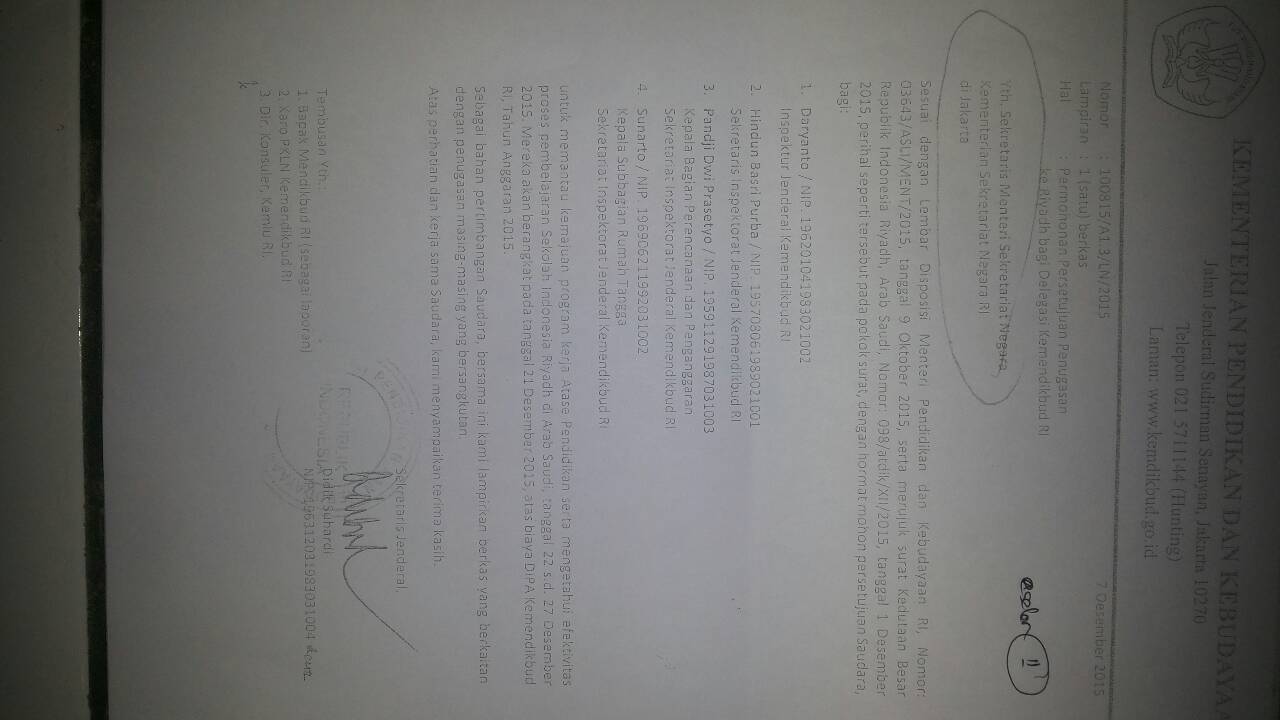 KEMENTERIAN PENDIDIKAN DAN KEBUDAYAA
Jalan Jenderal Sudirman Senayan, Jakarta 10270
Telepon 021 5711144 (Hunting)
Laman: www.kemdikbud.go.id
Nomor : 100815/A1.3/LN/2015 7 Desember 2015
Lampiran : 1 (satu) berkas
Hal : Permohonan Persetujuan Penugasan
ke Riyadh bagi Delegasi Kemendikbud RI
eselon II
Yth. Sekretaris Menteri Sekretariat Negara
Kementerian Sekretariat Negara RI
di Jakarta
Sesuai dengan Lembar Disposisi Menteri Pendidikan dan Kebudayaan RI, Nomor:
03643/ASLI/MENT/2015, tanggal 9 Oktober 2015, serta merujuk surat Kedutaan Besar
Republik Indonesia Riyadh, Arab Saudi, Nomor: 098/atdik/XII/2015, tanggal 1 Desember
2015, perihal seperti tersebut pada pokok surat, dengan hormat mohon persetujuan Saudara,
bagi:
1. Daryanto / NIP. 196201041983021002
Inspektur Jenderal Kemendikbud RI
2. Hindun Basri Purba / NIP. 195708061989021001
Sekretaris Inspektorat Jenderal Kemendikbud RI
3. Pandji Dwi Prasetyo / NIP. 195911291987031003
Kepala Bagian Perencanaan dan Penganggaran
Sekretariat Inspektorat Jenderal Kemendikbud RI
4. Sunarto / NIP. 196906211992031002
Kepala Subbagian Rumah Tangga
Sekretariat Inspektorat Jenderal Kemendikbud RI
untuk memantau kemajuan program kerja Atase Pendidikan serta mengetahui efektivitas
proses pembelajaran Sekolah Indonesia Riyadh di Arab Saudi, tanggal 22 s.d. 27 Desember
2015. Mereka akan berangkat pada tanggal 21 Desember 2015, atas biaya DIPA Kemendikbud
RI, Tahun Anggaran 2015.
Sebagai bahan pertimbangan Saudara, bersama ini kami lampirkan berkas yang berkaitan
dengan penugasan masing-masing yang bersangkutan.
Atas perhatian dan kerja sama Saudara, kami menyampaikan terima kasih.
Sekretaris Jenderal,
Didik Suhardi
NIP 196312031983031004
Tembusan Yth.:
1. Bapak Mendikbud RI (sebagai laporan)
2. Karo PKLN Kemendikbud RI
3. Dir. Konsuler, Kemlu RI.